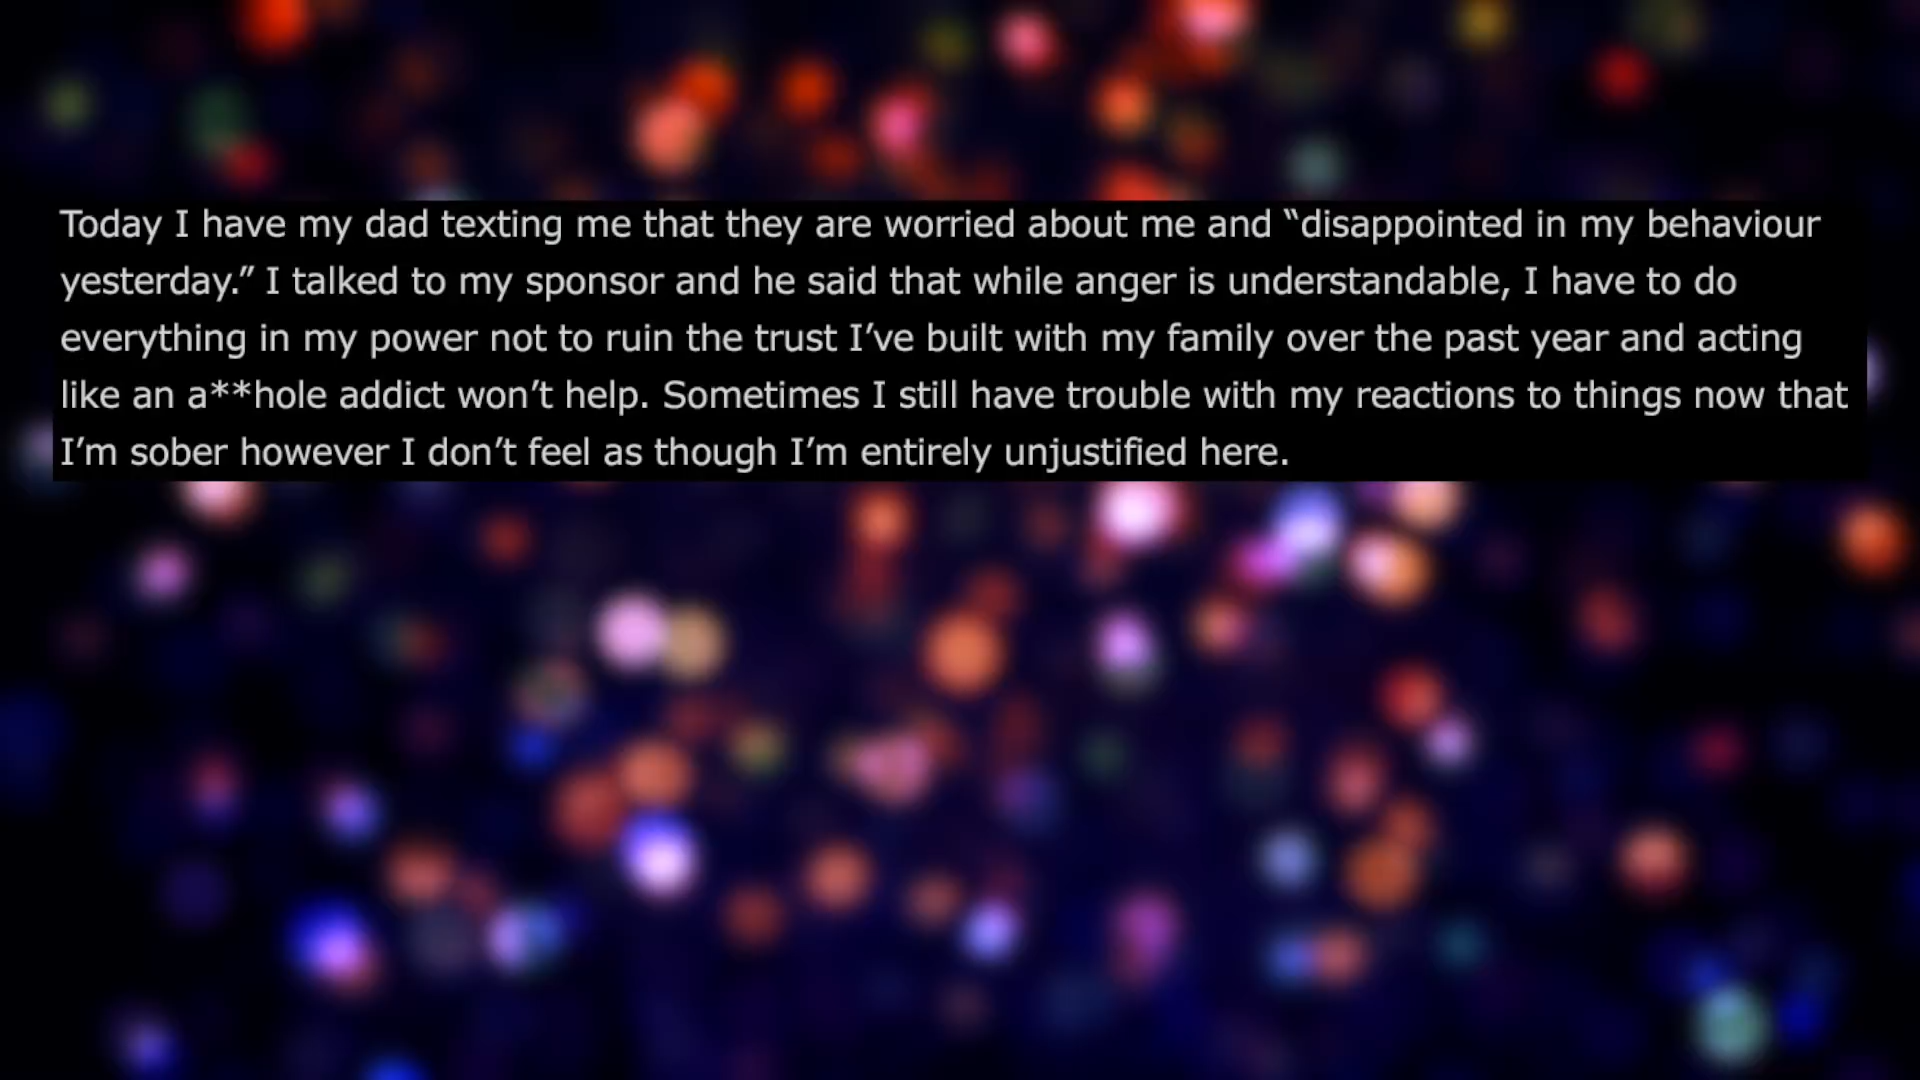 Today I have my dad texting me that they are worried about me and “disappointed in my behaviour
yesterday.” I talked to my sponsor and he said that while anger is understandable, I have to do
everything in my power not to ruin the trust I’ve built with my family over the past year and acting
like an a**hole addict won’t help. Sometimes I still have trouble with my reactions to things now that
I’m sober however I don’t feel as though I’m entirely unjustified here.